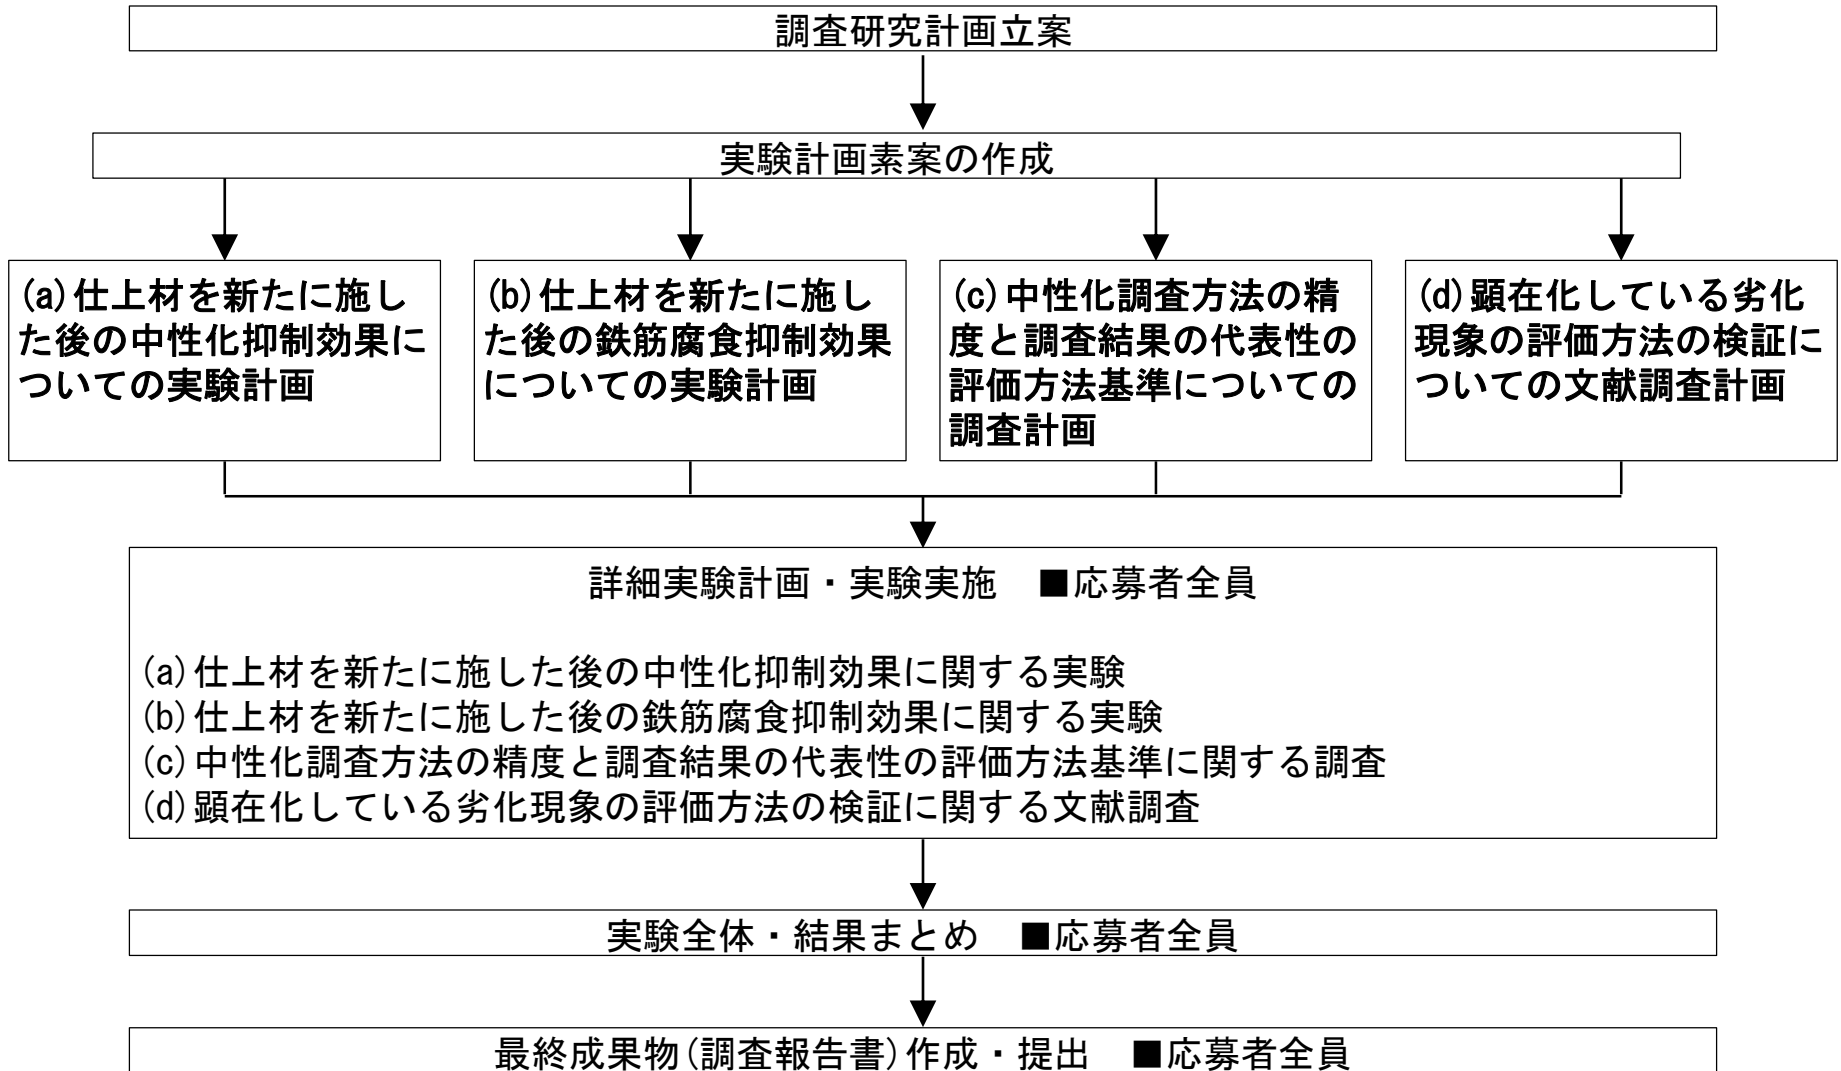 調査研究計画立案
実験計画素案の作成
(a)仕上材を新たに施し
た後の中性化抑制効果に
ついての実験計画
(b)仕上材を新たに施し
た後の鉄筋腐食抑制効果
についての実験計画
(c)中性化調査方法の精
度と調査結果の代表性の
評価方法基準についての
調査計画
(d)顕在化している劣化
現象の評価方法の検証に
ついての文献調査計画
詳細実験計画・実験実施　■応募者全員
(a)仕上材を新たに施した後の中性化抑制効果に関する実験
(b)仕上材を新たに施した後の鉄筋腐食抑制効果に関する実験
(c)中性化調査方法の精度と調査結果の代表性の評価方法基準に関する調査
(d)顕在化している劣化現象の評価方法の検証に関する文献調査
実験全体・結果まとめ　■応募者全員
最終成果物(調査報告書)作成・提出　■応募者全員